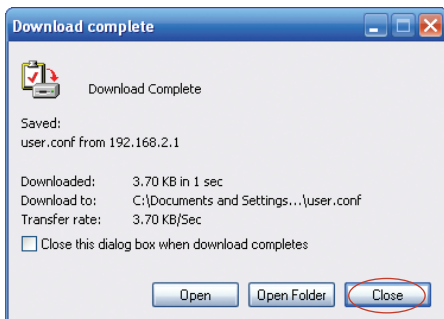 Download complete
Download Complete
Saved:
user.conf from 192.168.2.1
Downloaded: 3.70 KB in 1 sec
Download to: C:\Documents and Settings...\user.conf
Transfer rate: 3.70 KB/Sec
Close this dialog box when download completes
Open Open Folder Close